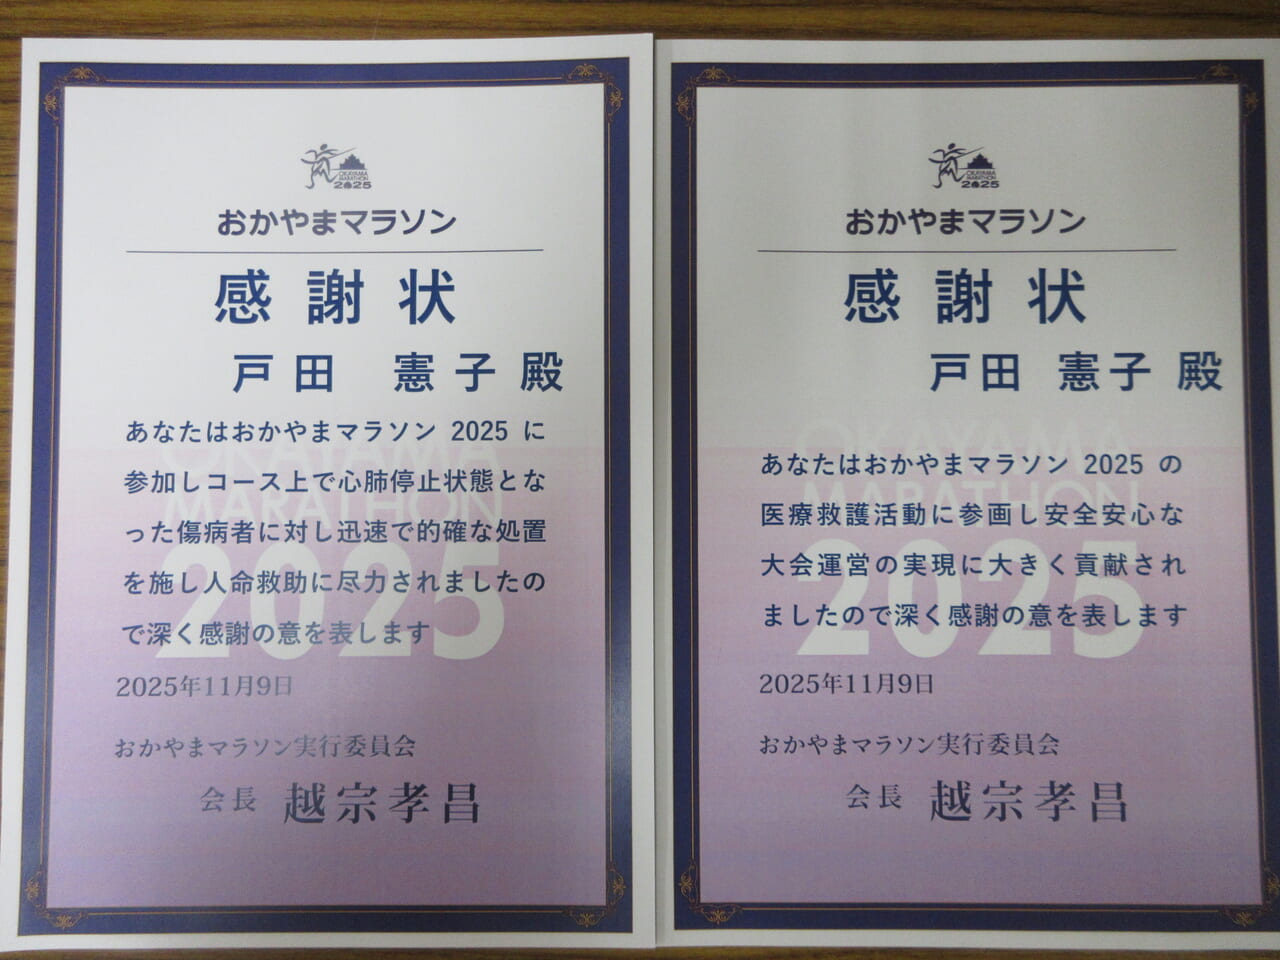 OKAYAMA
MARATHON
2025
おかやまマラソン
感謝状
戸田 憲子 殿
あなたはおかやまマラソン 2025 に
参加しコース上で心肺停止状態とな
った傷病者に対し迅速で的確な処置
を施し人命救助に尽力されましたの
で深く感謝の意を表します
OKAYAMA
MARATHON
2025
2025年11月9日
おかやまマラソン実行委員会
会長 越宗孝昌
OKAYAMA
MARATHON
2025
おかやまマラソン
感謝状
戸田 憲子 殿
あなたはおかやまマラソン 2025 の
医療救護活動に参画し安全安心な
大会運営の実現に大きく貢献され
ましたので深く感謝の意を表します
OKAYAMA
MARATHON
2025
2025年11月9日
おかやまマラソン実行委員会
会長 越宗孝昌